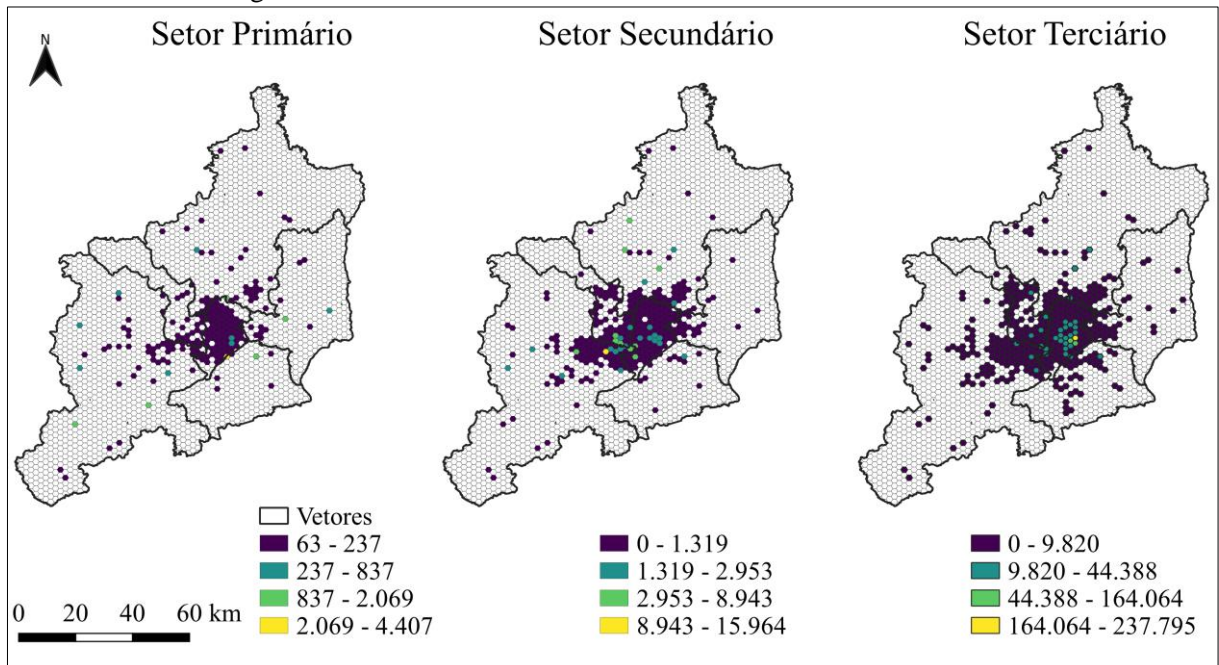 Setor Primário
Setor Secundário
Setor Terciário
N
Vetores
63 - 237
237 - 837
837 - 2.069
2.069 - 4.407
0 - 1.319
1.319 - 2.953
2.953 - 8.943
8.943 - 15.964
0 - 9.820
9.820 - 44.388
44.388 - 164.064
164.064 - 237.795
0 20 40 60 km